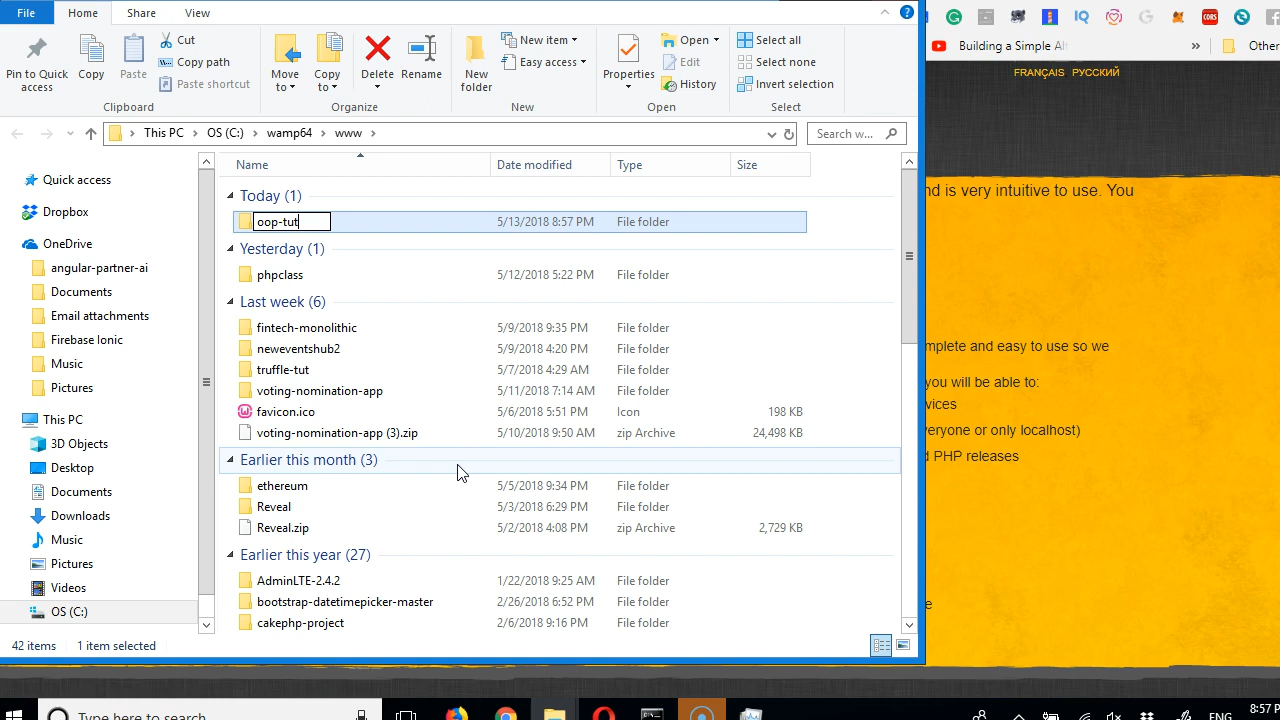 File Home Share View
Pin to Quick access
Copy
Paste
Cut
Copy path
Paste shortcut
Clipboard
Move to
Copy to
Delete
Rename
Organize
New folder
New item
Easy access
New
Properties
Open
Edit
History
Open
Select all
Select none
Invert selection
Select
This PC > OS (C:) > wamp64 > www >
Search w...
Quick access
Dropbox
OneDrive
angular-partner-ai
Documents
Email attachments
Firebase Ionic
Music
Pictures
This PC
3D Objects
Desktop
Documents
Downloads
Music
Pictures
Videos
OS (C:)
Name Date modified Type Size
Today (1)
oop-tut 5/13/2018 8:57 PM File folder
Yesterday (1)
phpclass 5/12/2018 5:22 PM File folder
Last week (6)
fintech-monolithic 5/9/2018 9:35 PM File folder
neweventshub2 5/9/2018 4:20 PM File folder
truffle-tut 5/7/2018 4:29 AM File folder
voting-nomination-app 5/11/2018 7:14 AM File folder
favicon.ico 5/6/2018 5:51 PM Icon 198 KB
voting-nomination-app (3).zip 5/10/2018 9:50 AM zip Archive 24,498 KB
Earlier this month (3)
ethereum 5/5/2018 9:34 PM File folder
Reveal 5/3/2018 6:29 PM File folder
Reveal.zip 5/2/2018 4:08 PM zip Archive 2,729 KB
Earlier this year (27)
AdminLTE-2.4.2 1/22/2018 9:25 AM File folder
bootstrap-datetimepicker-master 2/26/2018 6:52 PM File folder
cakephp-project 2/6/2018 9:16 PM File folder
42 items 1 item selected
IQ CORS
Building a Simple Al
» Other
FRANÇAIS РУССКИЙ
nd is very intuitive to use. You
mplete and easy to use so we
you will be able to:
vices
veryone or only localhost)
d PHP releases
e
Type here to search
ENG
8:57 P